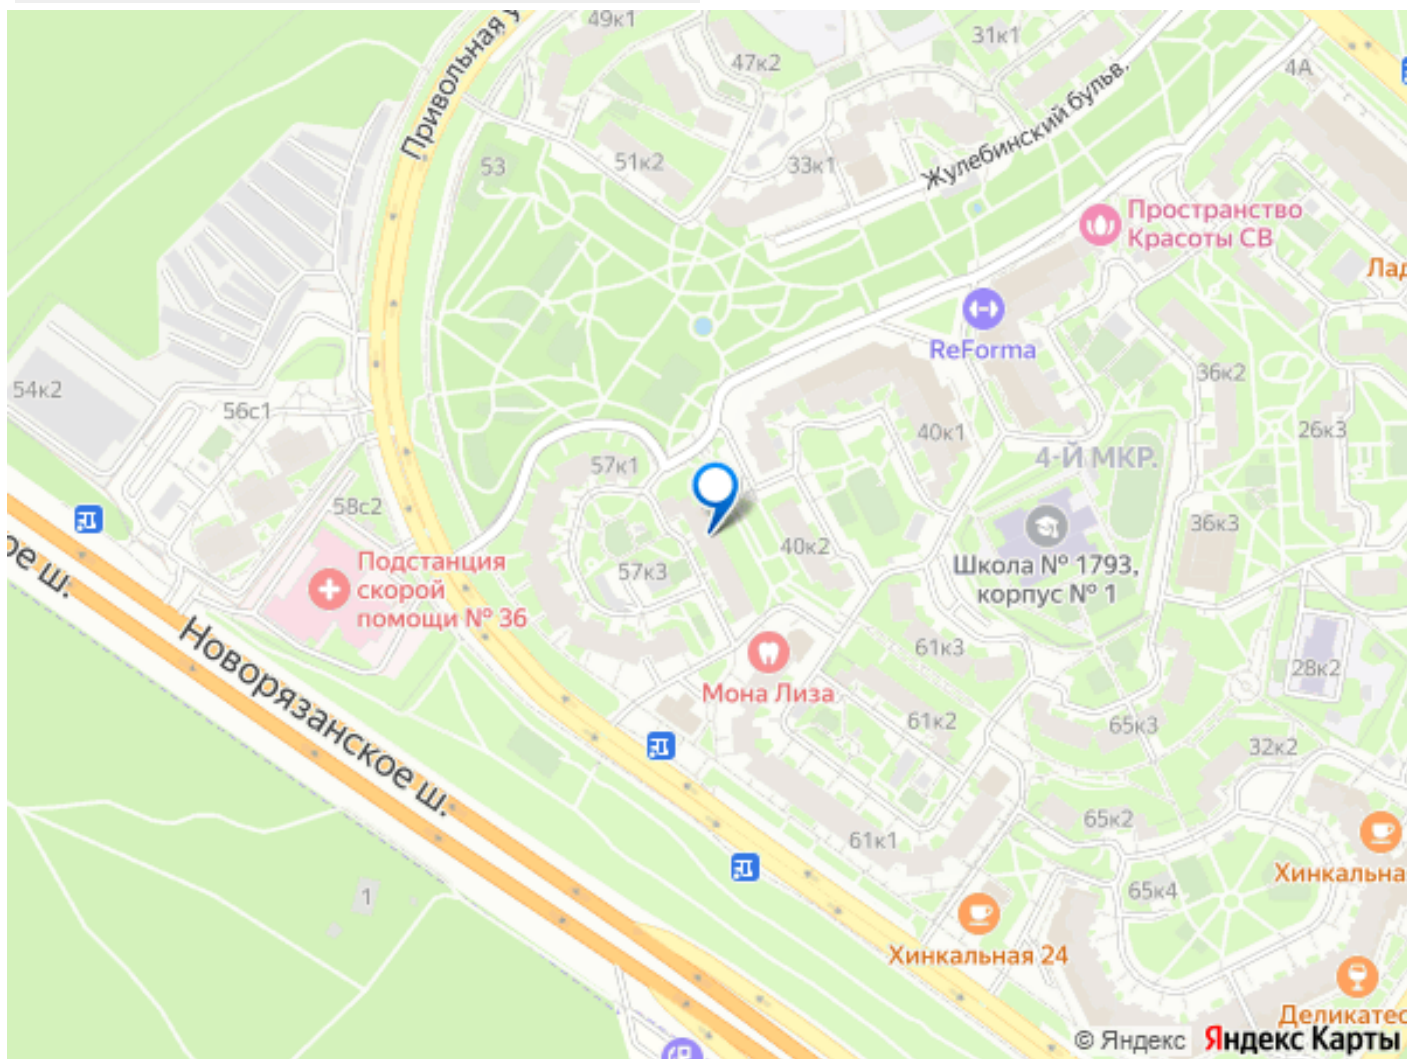 49к1
Привольная у
31к1
47к2
4А
Жулебинский бульв.
53
51к2
33к1
Пространство
Красоты СВ
Лад
ReForma
36к2
54к2
56с1
40к1
26к3
4-Й МКР.
57к1
58с2
36к3
40к2
ое ш.
Подстанция
скорой
помощи № 36
57к3
Школа № 1793,
корпус № 1
Новорязанское ш.
61к3
28к2
Мона Лиза
61к2
65к3
32к2
65к2
61к1
Хинкальна
1
65к4
Хинкальная 24
Деликатес
© Яндекс Яндекс Карты